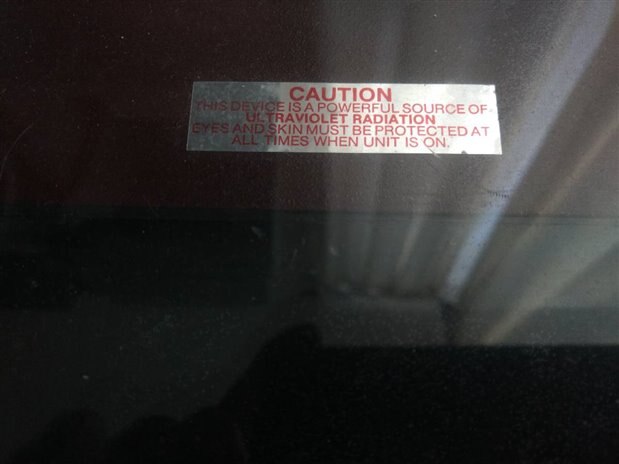 CAUTION
THIS DEVICE IS A POWERFUL SOURCE OF
ULTRAVIOLET RADIATION
EYES AND SKIN MUST BE PROTECTED AT
ALL TIMES WHEN UNIT IS ON.